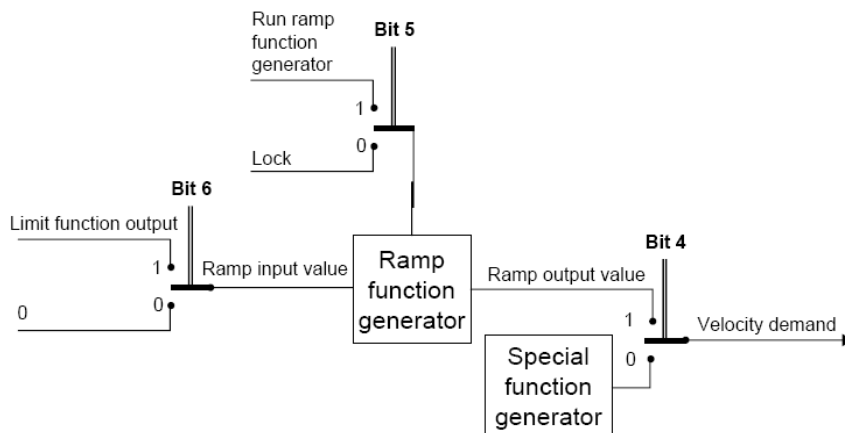 Run ramp
function
generator
Bit 5
1
0
Lock
Bit 6
Limit function output
1
0
0
Ramp input value
Ramp
function
generator
Ramp output value
Bit 4
1
0
Velocity demand
Special
function
generator